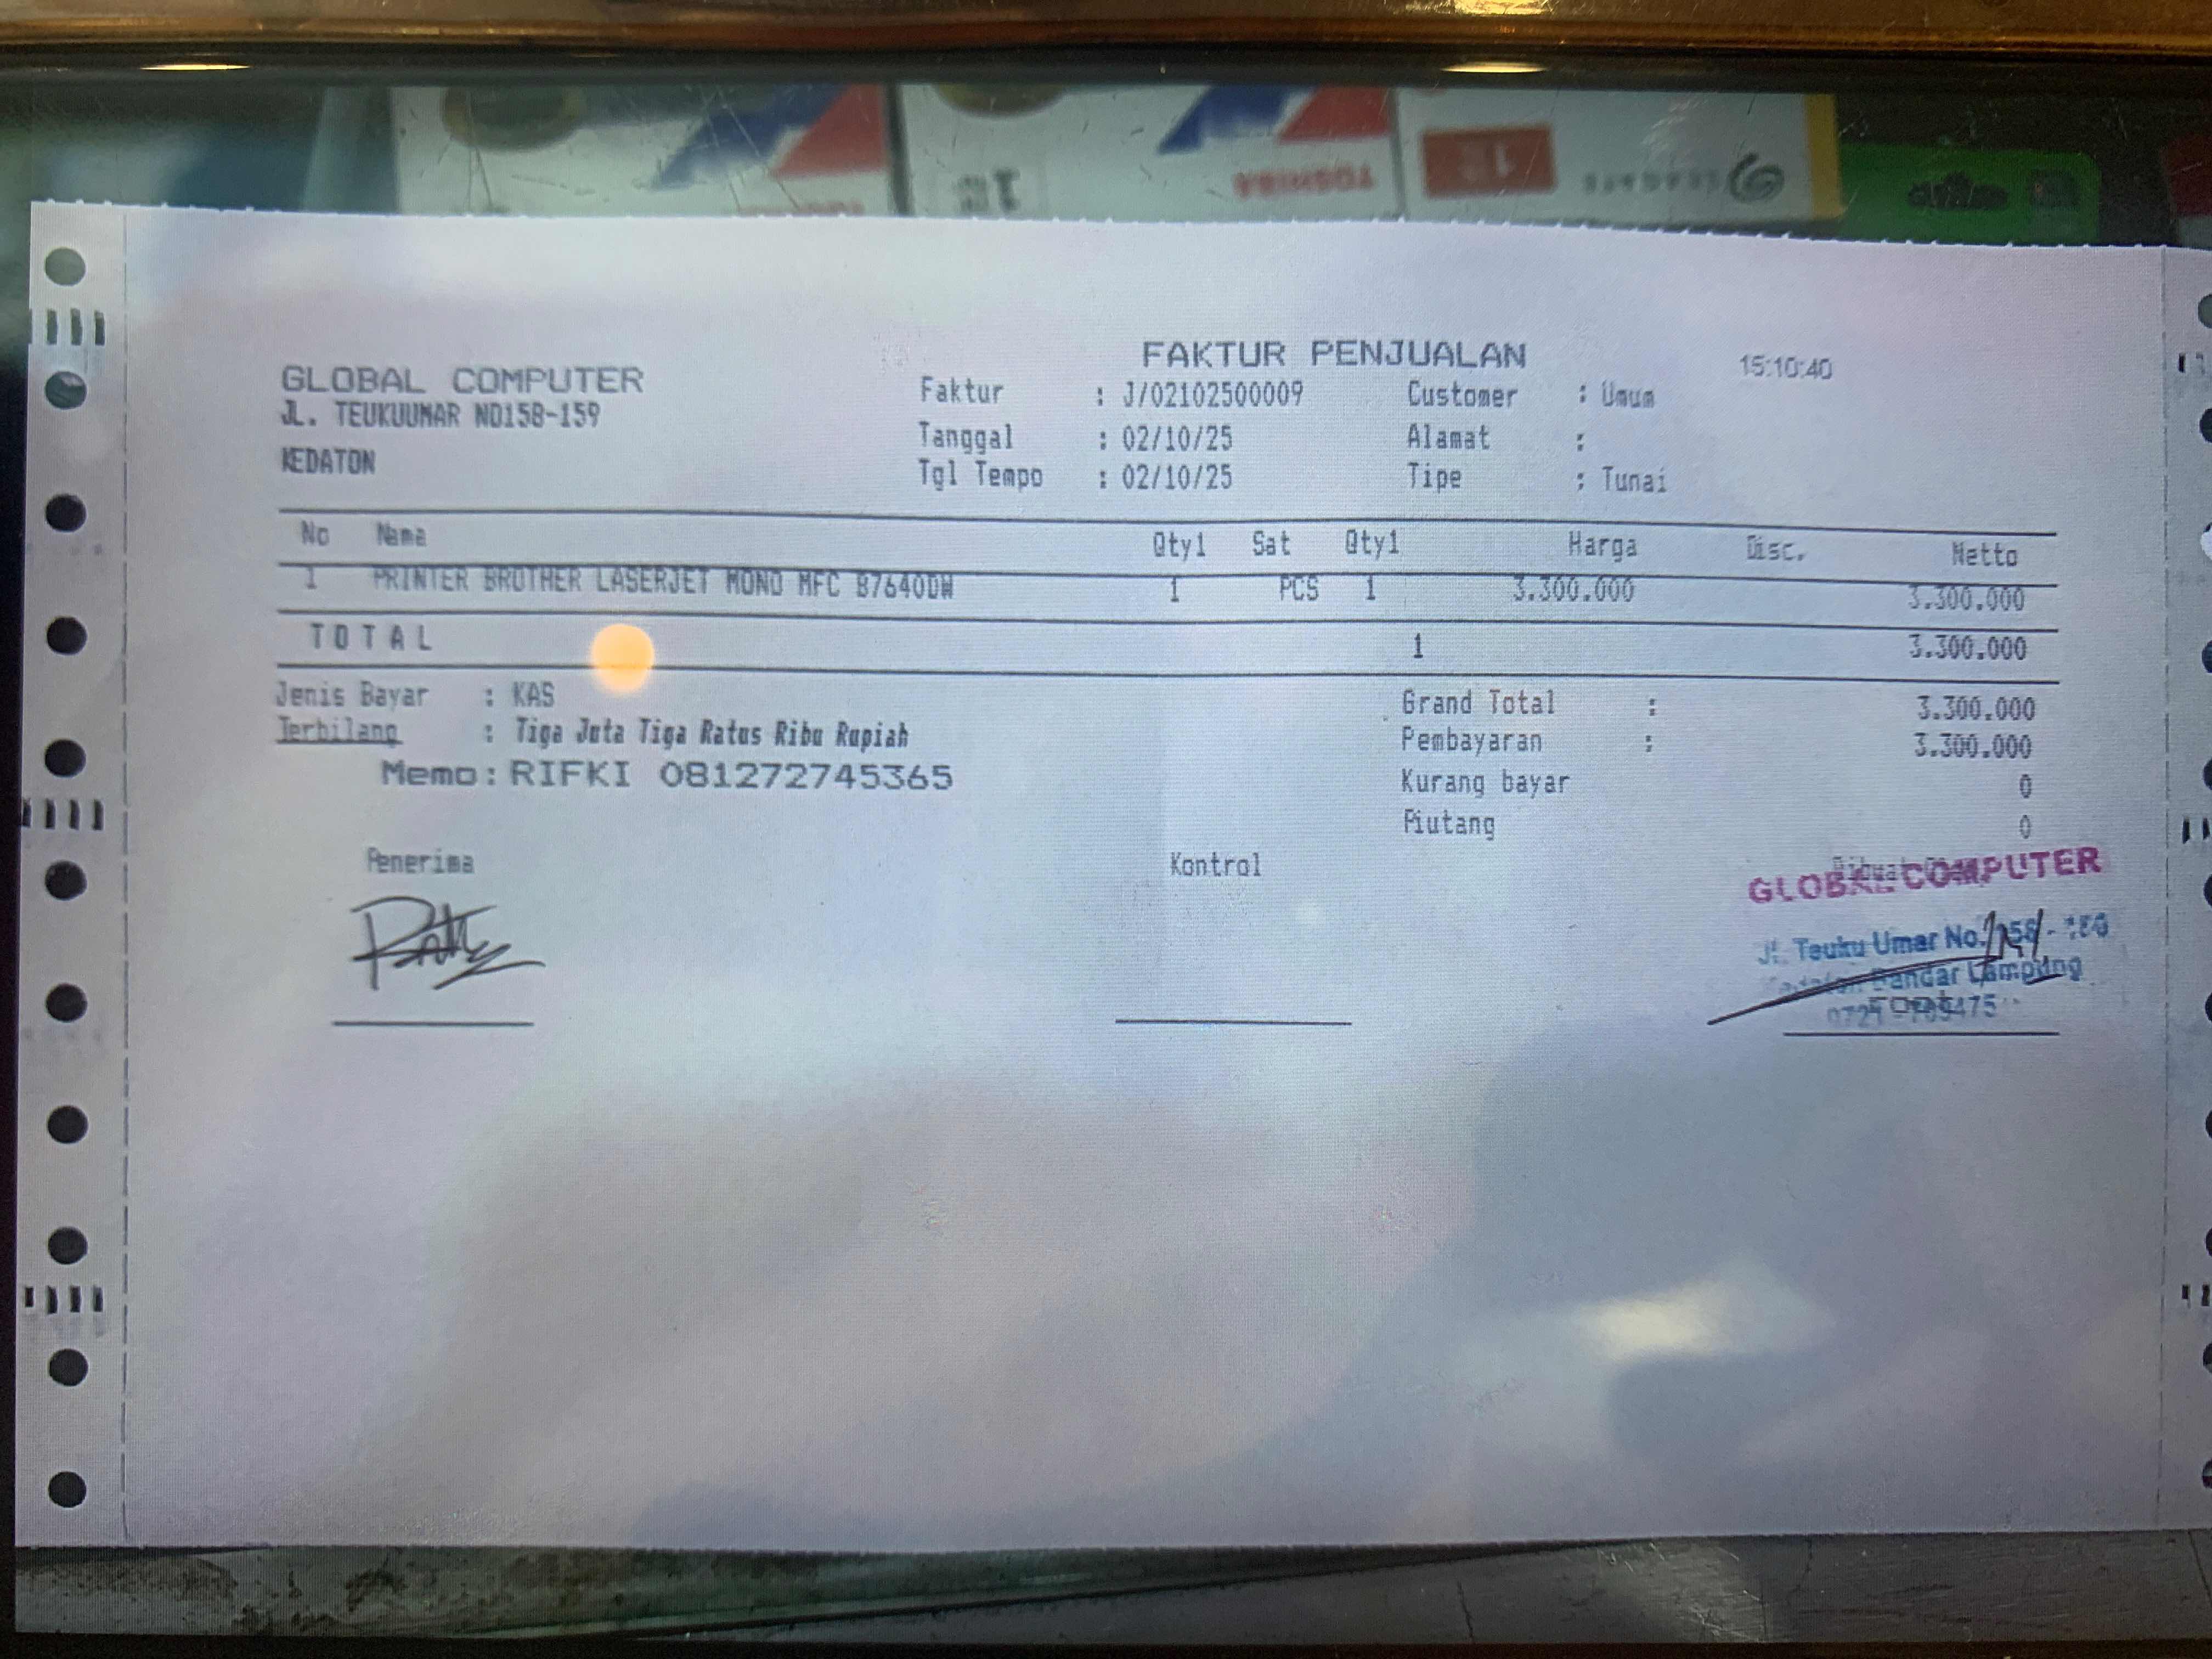 TOSHIBA
SEAGATE
FAKTUR PENJUALAN
15:10:40
GLOBAL COMPUTER
JL. TEUKUUMAR NO158-159
KEDATON
Faktur : J/02102500009 Customer : Umum
Tanggal : 02/10/25 Alamat :
Tgl Tempo : 02/10/25 Tipe : Tunai
No Nama Qty1 Sat Qty1 Harga Disc. Netto
1 PRINTER BROTHER LASERJET MONO MFC B7640DW 1 PCS 1 3.300.000 3.300.000
TOTAL 1 3.300.000
Jenis Bayar : KAS Grand Total : 3.300.000
Terbilang : Tiga Juta Tiga Ratus Ribu Rupiah Pembayaran : 3.300.000
Memo: RIFKI 081272745365 Kurang bayar 0
Piutang 0
Penerima Kontrol
GLOBAL COMPUTER
Jl. Teuku Umar No. 158 -
Bandar Lampung